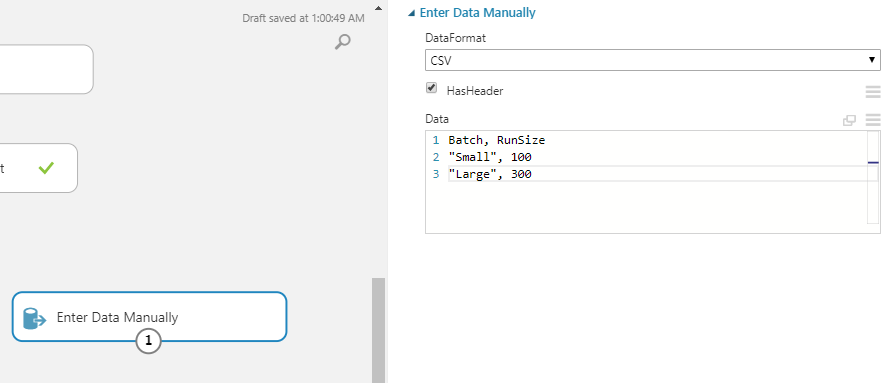 Draft saved at 1:00:49 AM
t
Enter Data Manually
1
Enter Data Manually
DataFormat
CSV
HasHeader
Data
1 Batch, RunSize
2 "Small", 100
3 "Large", 300